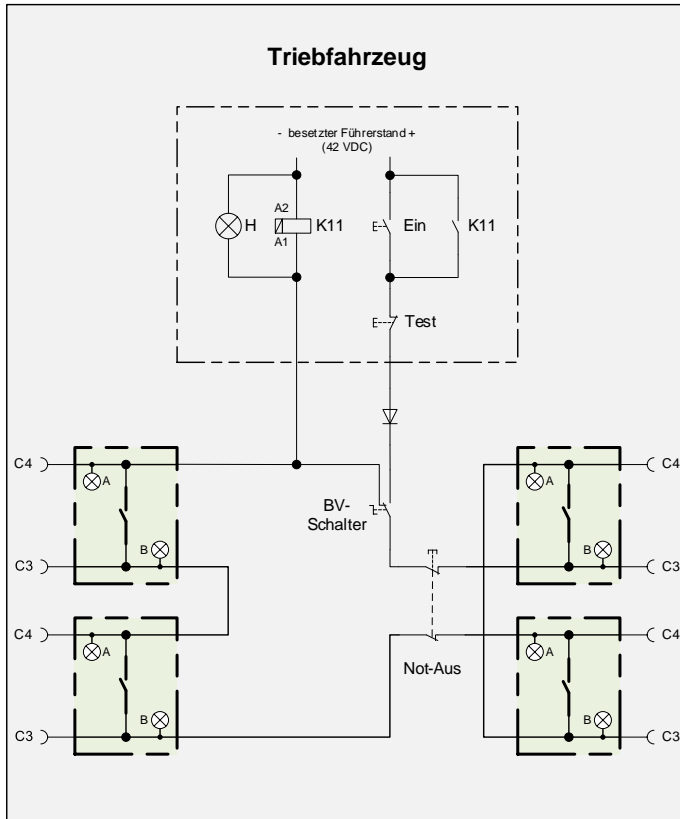 Triebfahrzeug
- besetzter Führerstand +
(42 VDC)
H
A2
A1
K11
Ein
K11
Test
C4
A
B
C3
BV-
Schalter
A
C4
B
C3
C4
A
B
C3
Not-Aus
A
C4
B
C3